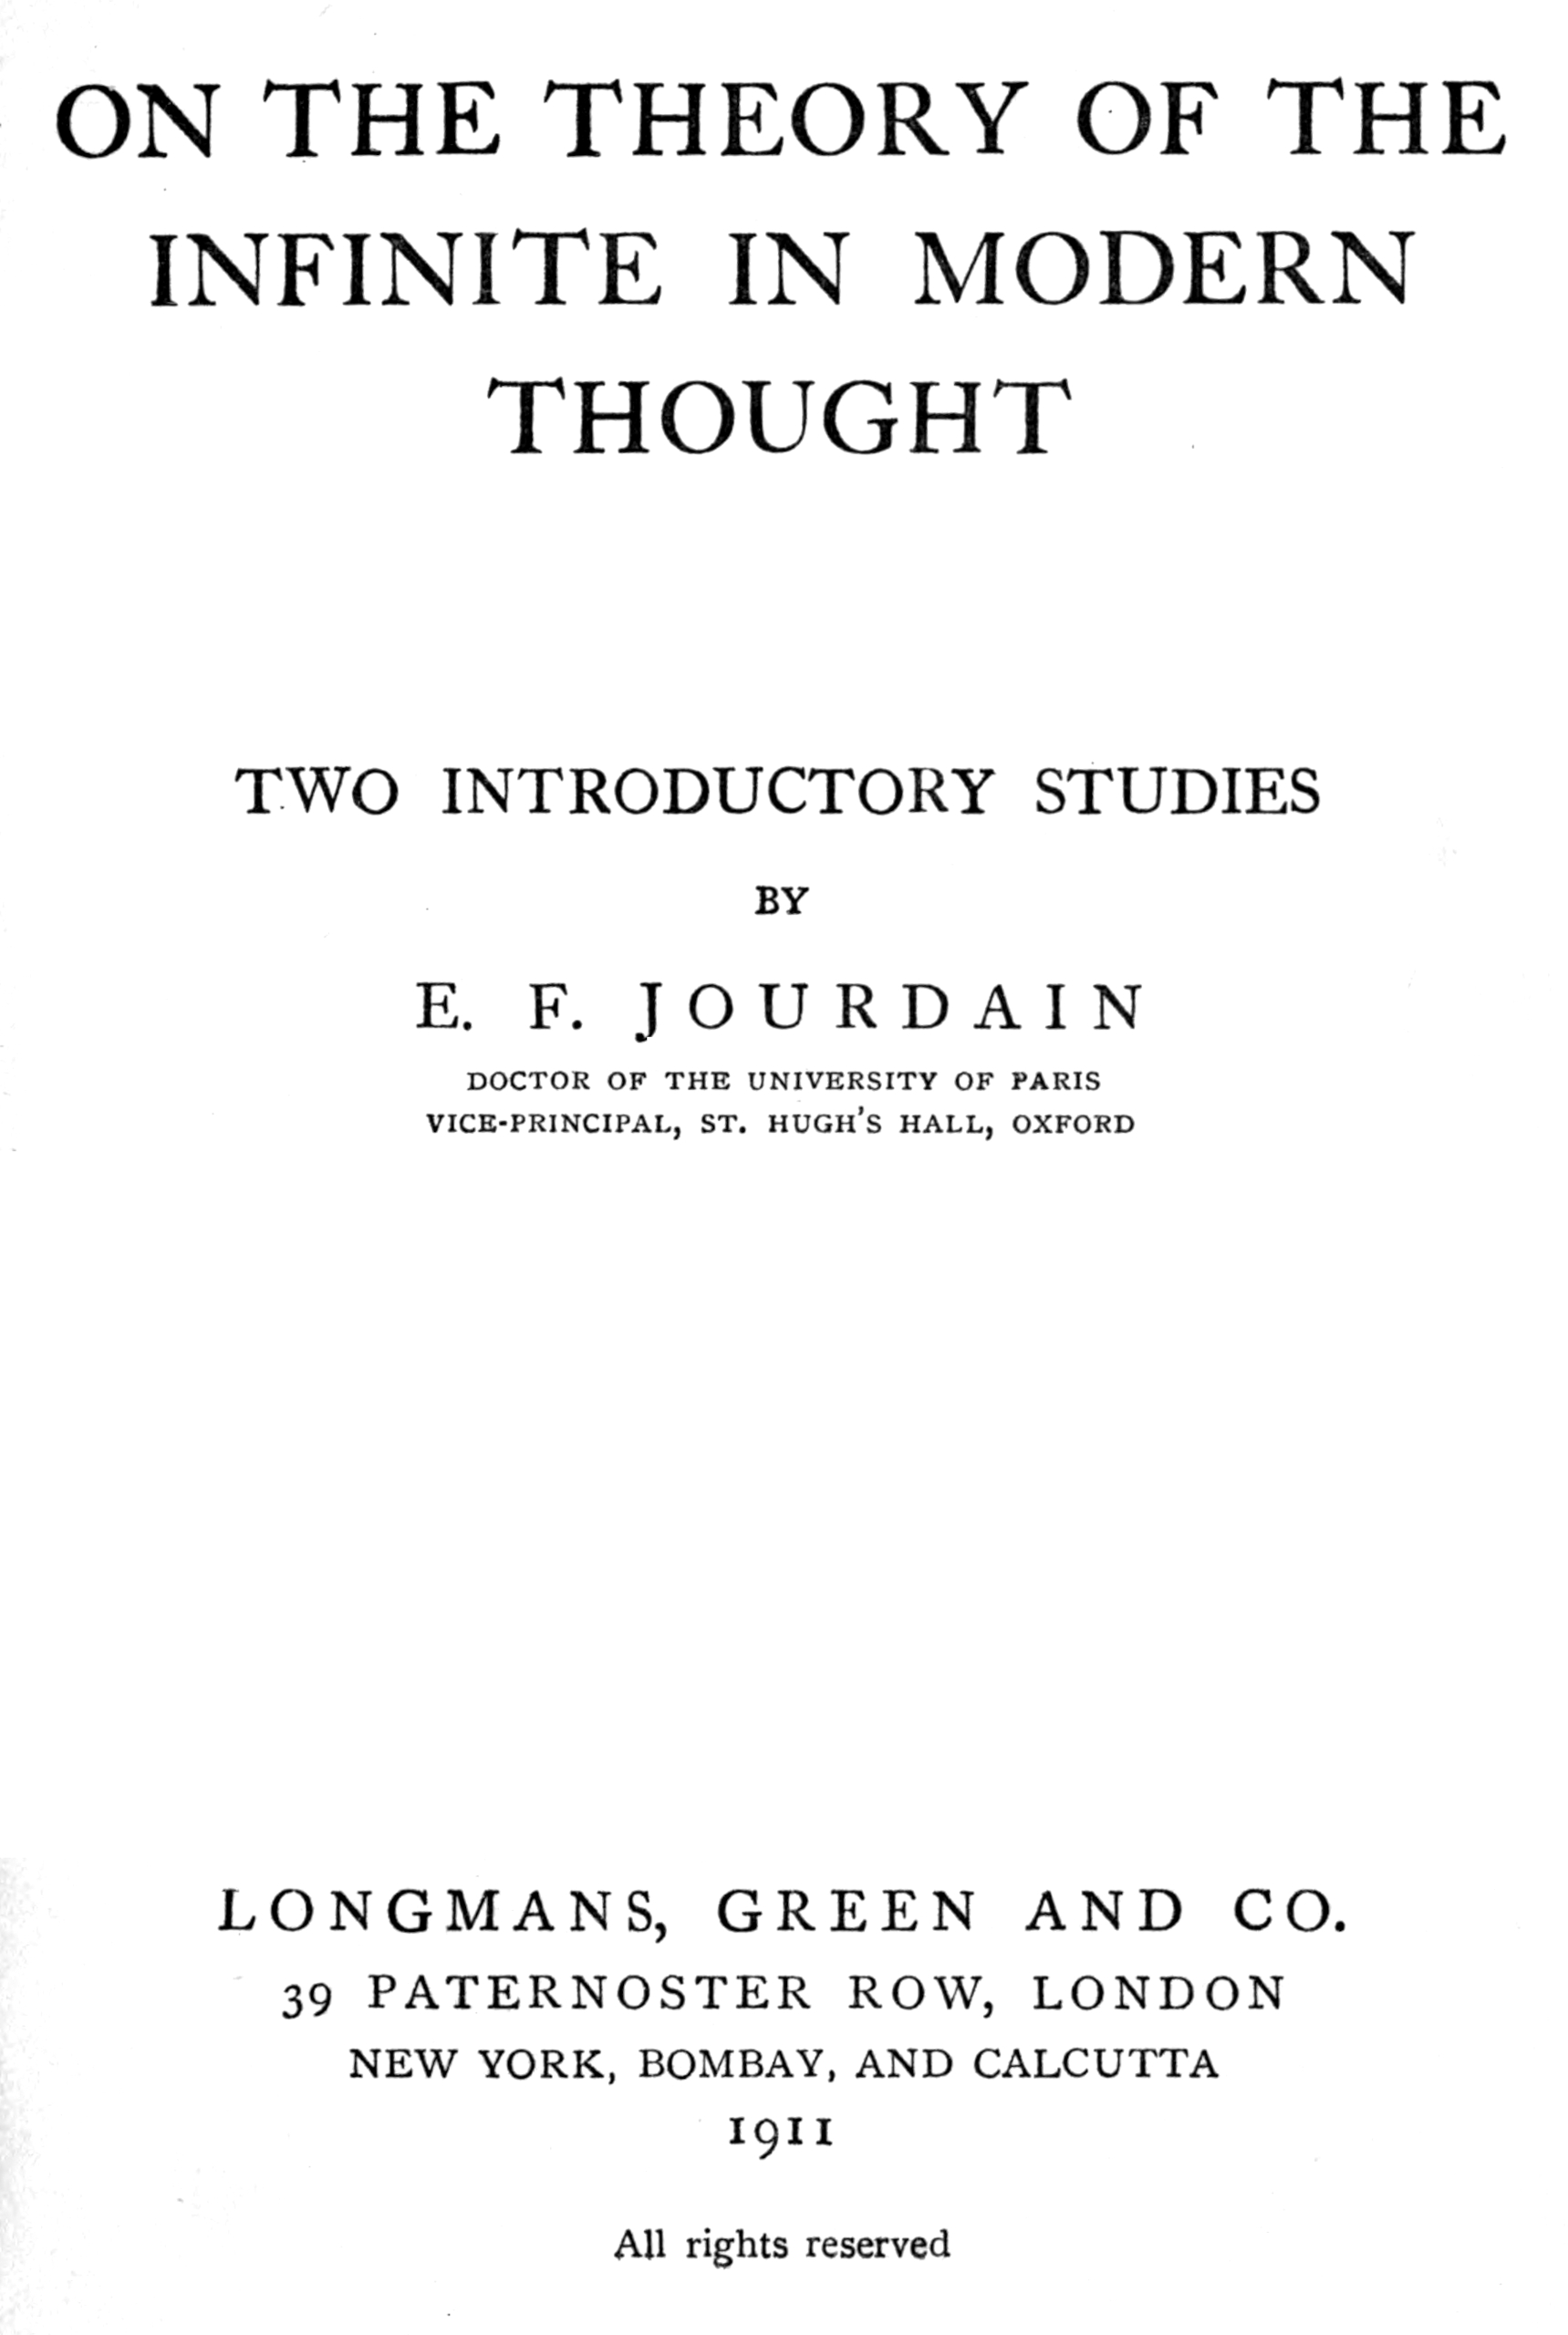 ON THE THEORY OF THE
INFINITE IN MODERN
THOUGHT
TWO INTRODUCTORY STUDIES
BY
E. F. JOURDAIN
DOCTOR OF THE UNIVERSITY OF PARIS
VICE-PRINCIPAL, ST. HUGH'S HALL, OXFORD
LONGMANS, GREEN AND CO.
39 PATERNOSTER ROW, LONDON
NEW YORK, BOMBAY, AND CALCUTTA
1911
All rights reserved